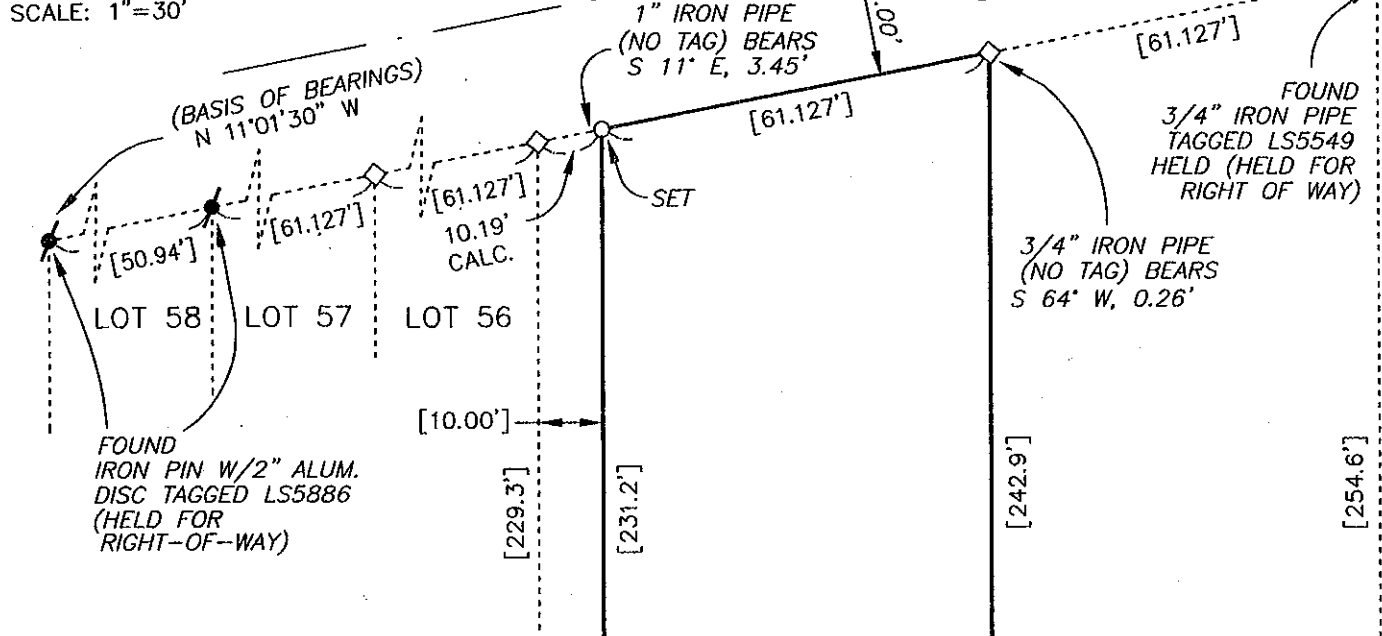 SCALE: 1"=30'
1" IRON PIPE
(NO TAG) BEARS
S 11° E, 3.45'
.00'
[61.127']
(BASIS OF BEARINGS)
N 11°01'30" W
[61.127']
FOUND
3/4" IRON PIPE
TAGGED LS5549
HELD (HELD FOR
RIGHT OF WAY)
[50.94']
[61.127']
[61.127']
10.19'
CALC.
SET
3/4" IRON PIPE
(NO TAG) BEARS
S 64° W, 0.26'
LOT 58
LOT 57
LOT 56
[10.00']
FOUND
IRON PIN W/2" ALUM.
DISC TAGGED LS5886
(HELD FOR
RIGHT-OF-WAY)
[229.3']
[231.2']
[242.9']
[254.6']